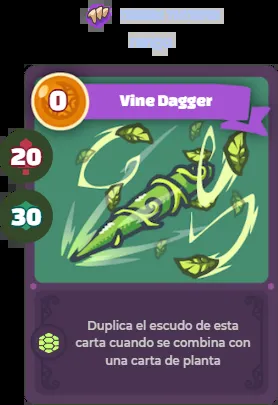 0
Vine Dagger
20
30
Duplica el escudo de esta
carta cuando se combina con
una carta de planta